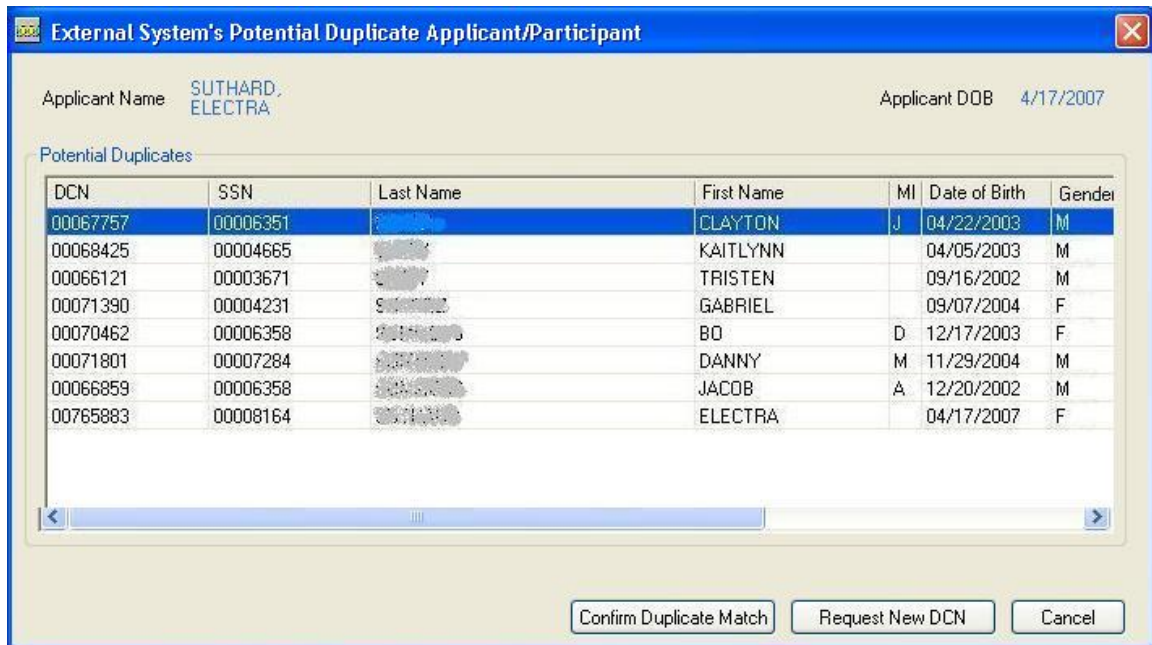 External System's Potential Duplicate Applicant/Participant
Applicant Name SUTHARD, ELECTRA Applicant DOB 4/17/2007
Potential Duplicates
DCN SSN Last Name First Name MI Date of Birth Gender
00067757 00006351 CLAYTON J 04/22/2003 M
00068425 00004665 KAITLYNN 04/05/2003 M
00066121 00003671 TRISTEN 09/16/2002 M
00071390 00004231 GABRIEL 09/07/2004 F
00070462 00006358 BO D 12/17/2003 F
00071801 00007284 DANNY M 11/29/2004 M
00066859 00006358 JACOB A 12/20/2002 M
00765883 00008164 ELECTRA 04/17/2007 F
Confirm Duplicate Match Request New DCN Cancel